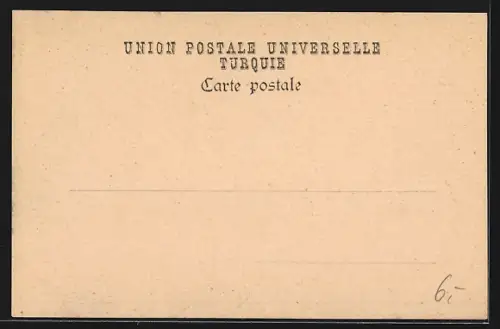 UNION POSTALE UNIVERSELLE
TURQUIE
Carte postale
6,-